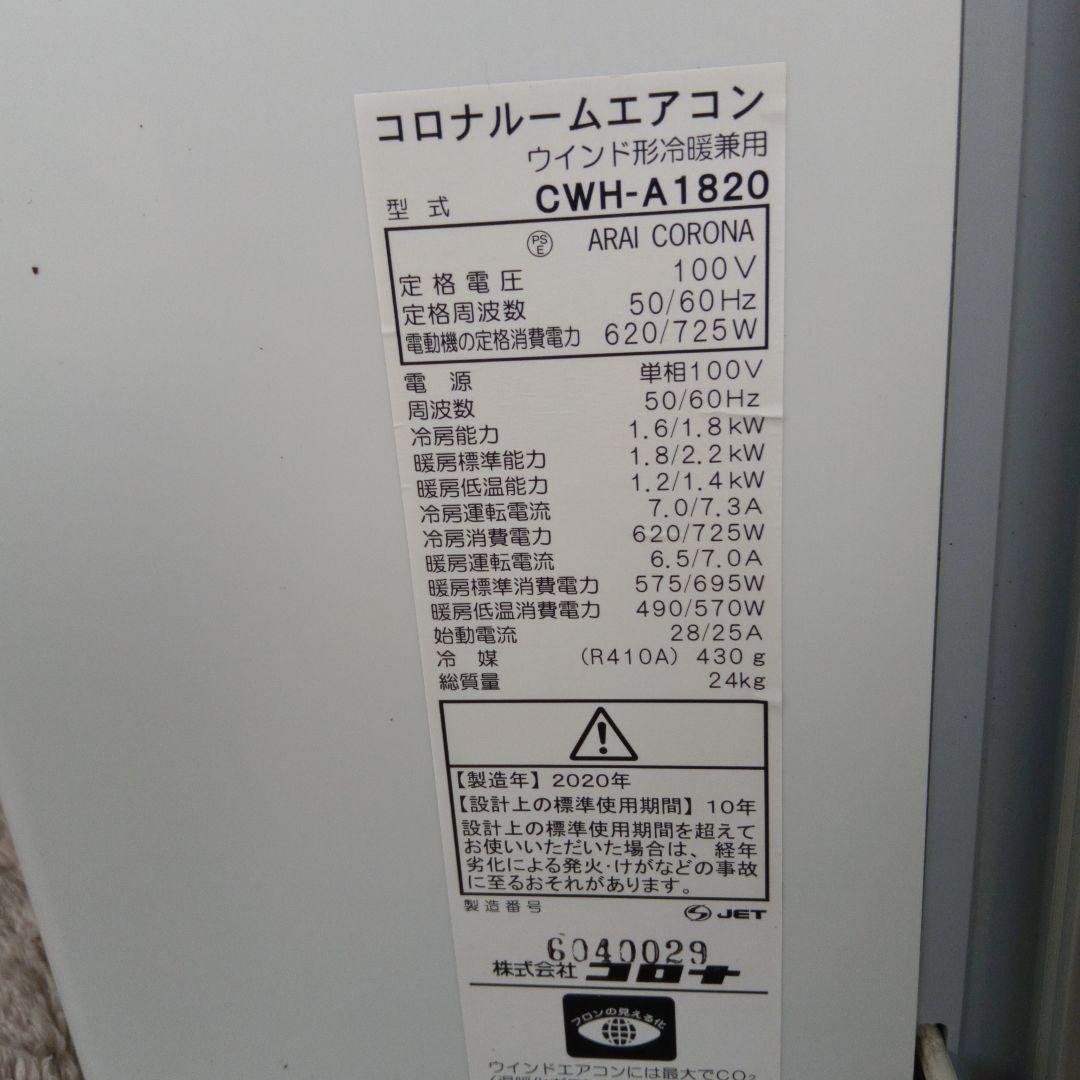 コロナルームエアコン
ウインド形冷暖兼用
型式 CWH-A1820
PSE ARAI CORONA
定格電圧 100V
定格周波数 50/60Hz
電動機の定格消費電力 620/725W
電源 単相100V
周波数 50/60Hz
冷房能力 1.6/1.8kW
暖房標準能力 1.8/2.2kW
暖房低温能力 1.2/1.4kW
冷房運転電流 7.0/7.3A
冷房消費電力 620/725W
暖房運転電流 6.5/7.0A
暖房標準消費電力 575/695W
暖房低温消費電力 490/570W
始動電流 28/25A
冷媒 (R410A) 430g
総質量 24kg
【製造年】2020年
【設計上の標準使用期間】10年
設計上の標準使用期間を超えて
お使いいただいた場合は、経年
劣化による発火・けがなどの事故
に至るおそれがあります。
製造番号 JET
6040029
株式会社コロナ
フロンの見える化
ウインドエアコンには最大でCO₂